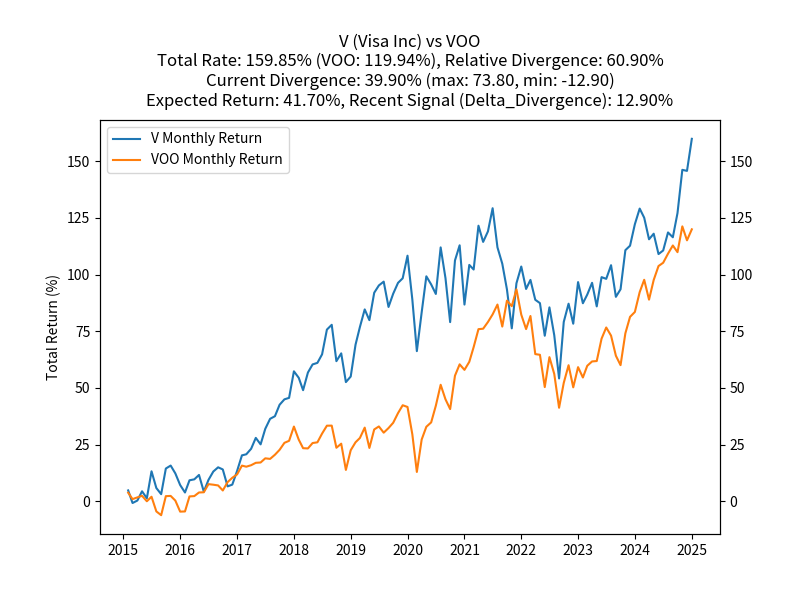 V (Visa Inc) vs VOO
Total Rate: 159.85% (VOO: 119.94%), Relative Divergence: 60.90%
Current Divergence: 39.90% (max: 73.80, min: -12.90)
Expected Return: 41.70%, Recent Signal (Delta_Divergence): 12.90%
V Monthly Return
VOO Monthly Return
Total Return (%)
150
125
100
75
50
25
0
150
125
100
75
50
25
0
2015 2016 2017 2018 2019 2020 2021 2022 2023 2024 2025